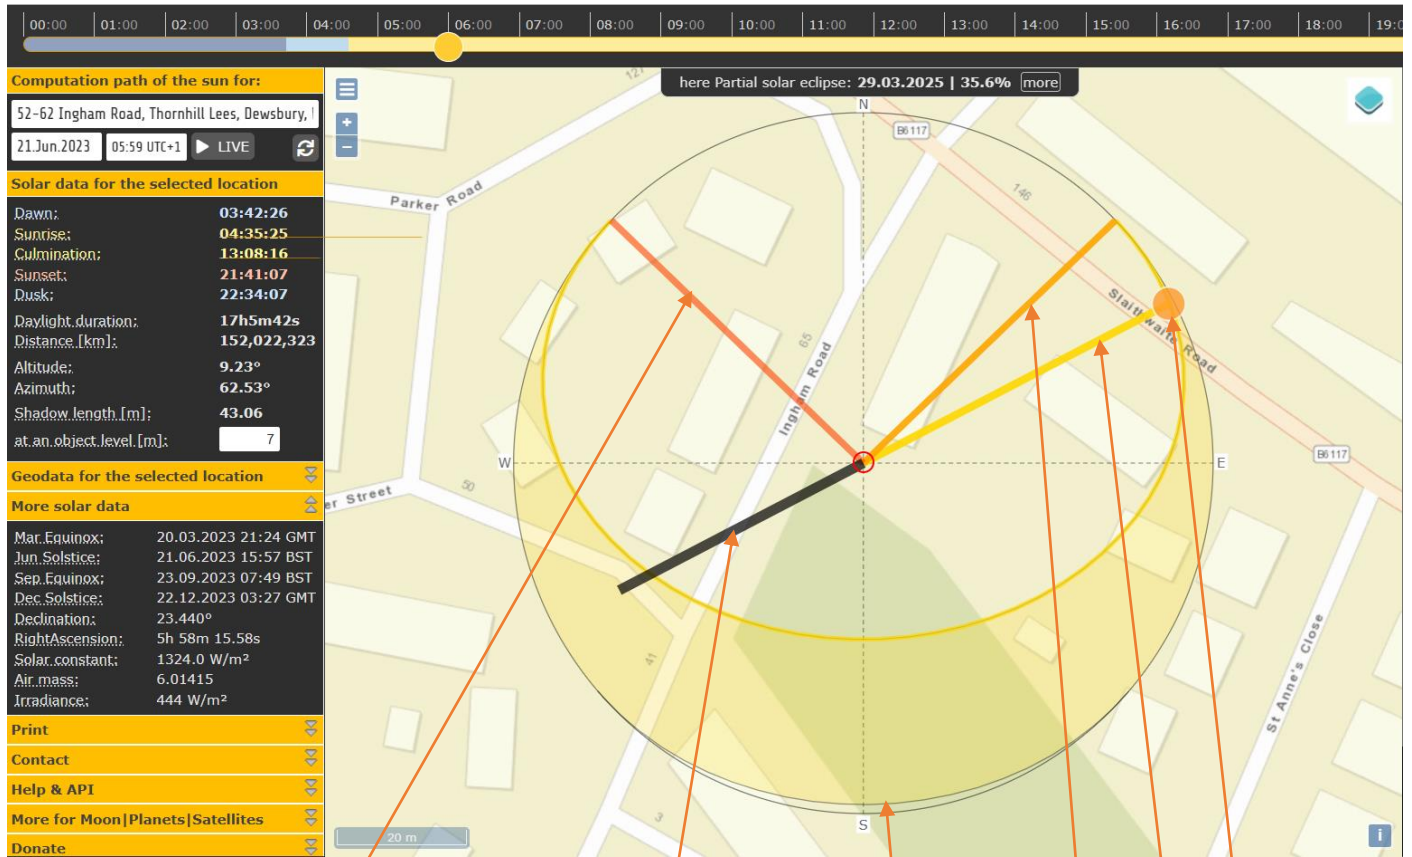 00:00 01:00 02:00 03:00 04:00 05:00 06:00 07:00 08:00 09:00 10:00 11:00 12:00 13:00 14:00 15:00 16:00 17:00 18:00 19:0
Computation path of the sun for:
52-62 Ingham Road, Thornhill Lees, Dewsbury,
21.Jun.2023 05:59 UTC+1 LIVE
Solar data for the selected location
Dawn: 03:42:26
Sunrise: 04:35:25
Culmination: 13:08:16
Sunset: 21:41:07
Dusk: 22:34:07
Daylight duration: 17h5m42s
Distance [km]: 152,022,323
Altitude: 9.23°
Azimuth: 62.53°
Shadow length [m]: 43.06
at an object level [m]: 7
Geodata for the selected location
More solar data
Mar Equinox: 20.03.2023 21:24 GMT
Jun Solstice: 21.06.2023 15:57 BST
Sep Equinox: 23.09.2023 07:49 BST
Dec Solstice: 22.12.2023 03:27 GMT
Declination: 23.440°
RightAscension: 5h 58m 15.58s
Solar constant: 1324.0 W/m²
Air mass: 6.01415
Irradiance: 444 W/m²
Print
Contact
Help & API
More for Moon|Planets|Satellites
Donate
here Partial solar eclipse: 29.03.2025 | 35.6% more
+
−
127
N
B6117
146
Parker Road
Slaithwaite Road
65
Ingham Road
W
E
B6117
50
er Street
41
St Anne's Close
3
S
20 m
i